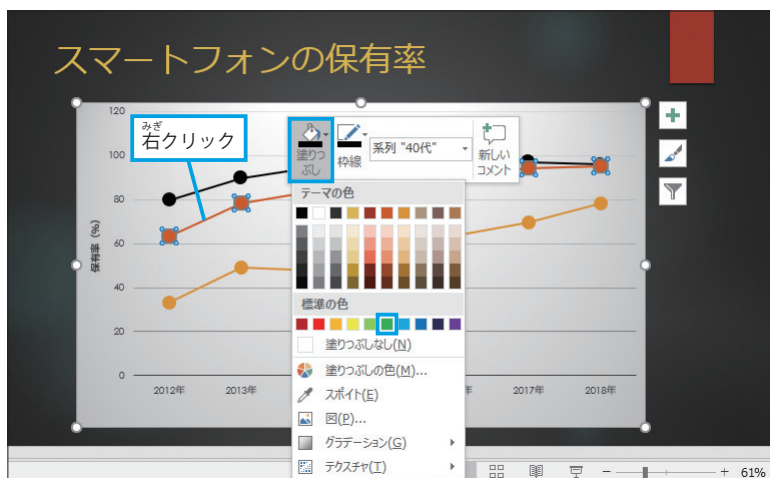 スマートフォンの保有率
120
100
80
60
40
20
0
保有率 (%)
みぎ
右クリック
塗りつ
ぶし
枠線
系列 "40代"
新しい
コメント
テーマの色
標準の色
塗りつぶしなし(N)
塗りつぶしの色(M)...
スポイト(E)
図(P)...
グラデーション(G)
テクスチャ(T)
2012年
2013年
年
2017年
2018年
61%